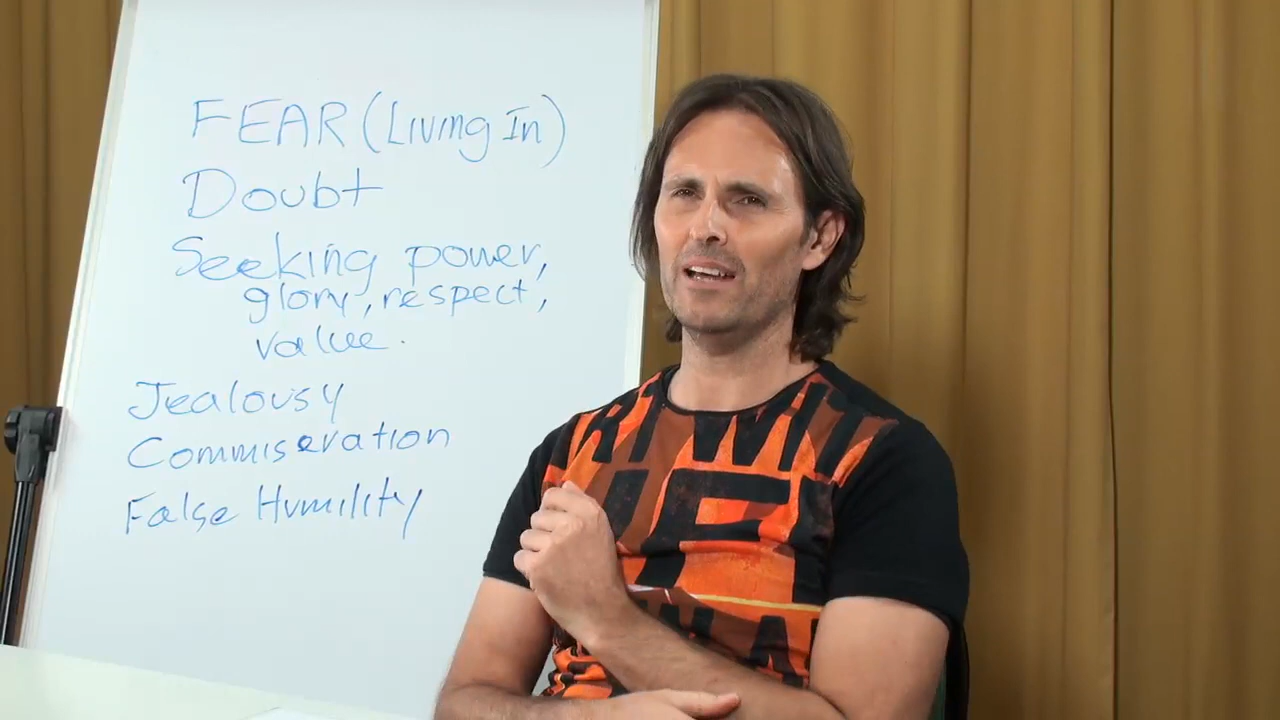 FEAR (Living In)
Doubt
Seeking power,
glory, respect,
value.
Jealousy
Commiseration
False Humility